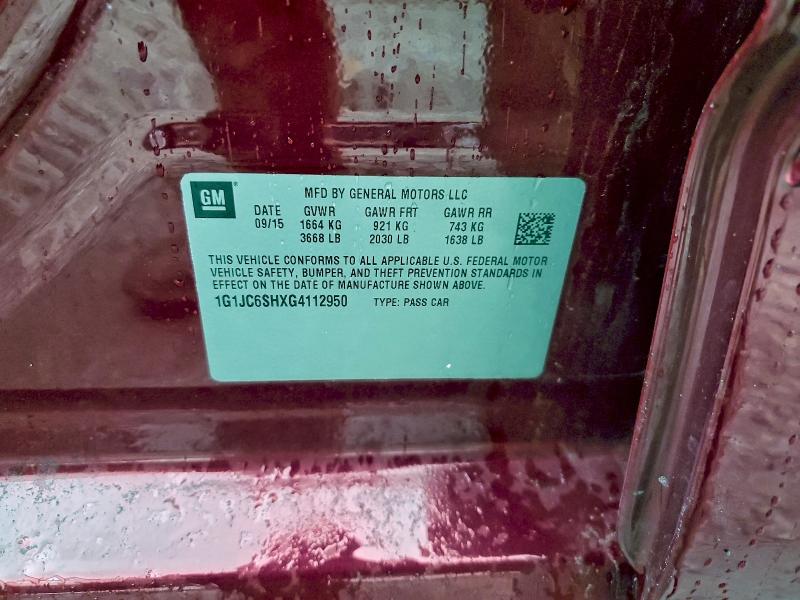 GM® MFD BY GENERAL MOTORS LLC
DATE GVWR GAWR FRT GAWR RR
09/15 1664 KG 921 KG 743 KG
3668 LB 2030 LB 1638 LB
THIS VEHICLE CONFORMS TO ALL APPLICABLE U.S. FEDERAL MOTOR
VEHICLE SAFETY, BUMPER, AND THEFT PREVENTION STANDARDS IN
EFFECT ON THE DATE OF MANUFACTURE SHOWN ABOVE.
1G1JC6SHXG4112950 TYPE: PASS CAR